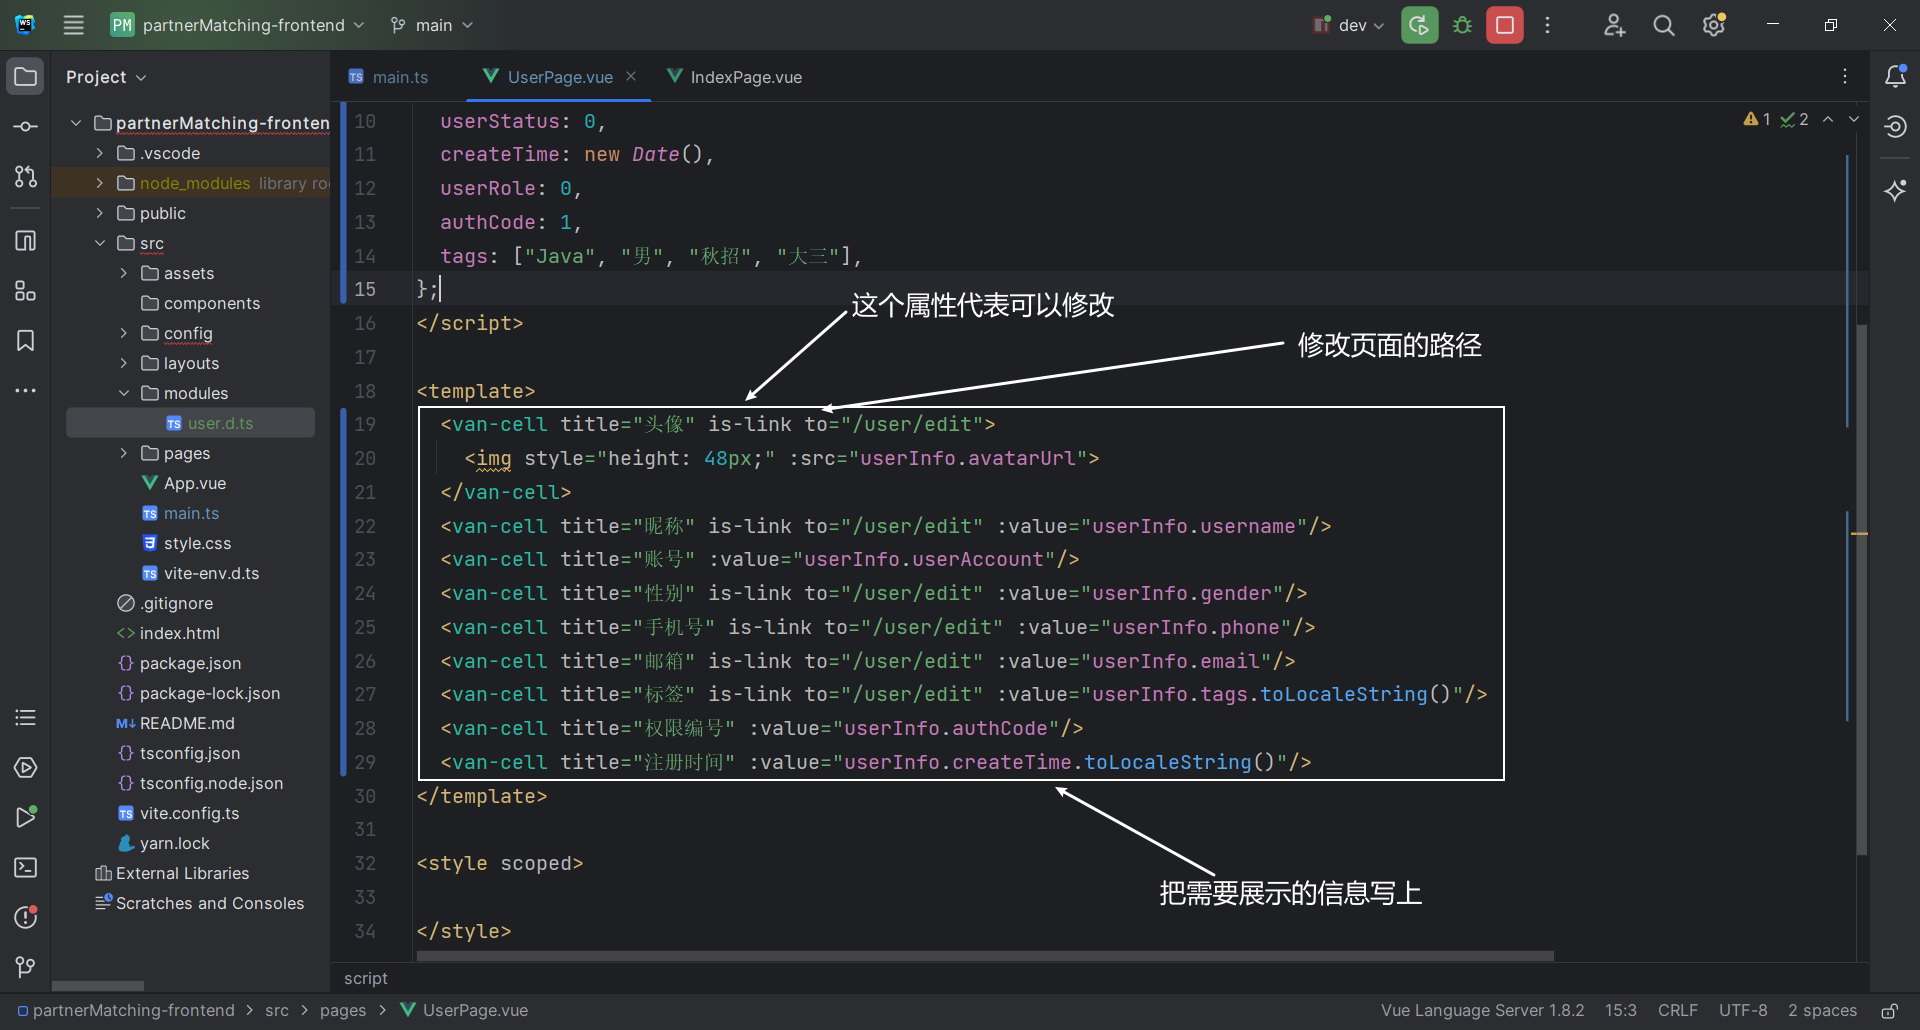 WS
PM partnerMatching-frontend
main
dev
Project
main.ts
UserPage.vue
IndexPage.vue
partnerMatching-fronten
.vscode
node_modules library ro
public
src
assets
components
config
layouts
modules
TS user.d.ts
pages
App.vue
TS main.ts
style.css
TS vite-env.d.ts
.gitignore
<> index.html
{} package.json
{} package-lock.json
M↓ README.md
{} tsconfig.json
{} tsconfig.node.json
TS vite.config.ts
yarn.lock
External Libraries
Scratches and Consoles
1 2
10 userStatus: 0,
11 createTime: new Date(),
12 userRole: 0,
13 authCode: 1,
14 tags: ["Java", "男", "秋招", "大三"],
15 };
这个属性代表可以修改
16 </script>
修改页面的路径
17
18 <template>
19 <van-cell title="头像" is-link to="/user/edit">
20 <img style="height: 48px;" :src="userInfo.avatarUrl">
21 </van-cell>
22 <van-cell title="昵称" is-link to="/user/edit" :value="userInfo.username"/>
23 <van-cell title="账号" :value="userInfo.userAccount"/>
24 <van-cell title="性别" is-link to="/user/edit" :value="userInfo.gender"/>
25 <van-cell title="手机号" is-link to="/user/edit" :value="userInfo.phone"/>
26 <van-cell title="邮箱" is-link to="/user/edit" :value="userInfo.email"/>
27 <van-cell title="标签" is-link to="/user/edit" :value="userInfo.tags.toLocaleString()"/>
28 <van-cell title="权限编号" :value="userInfo.authCode"/>
29 <van-cell title="注册时间" :value="userInfo.createTime.toLocaleString()"/>
30 </template>
31
32 <style scoped>
33
把需要展示的信息写上
34 </style>
script
partnerMatching-frontend > src > pages > UserPage.vue
Vue Language Server 1.8.2 15:3 CRLF UTF-8 2 spaces